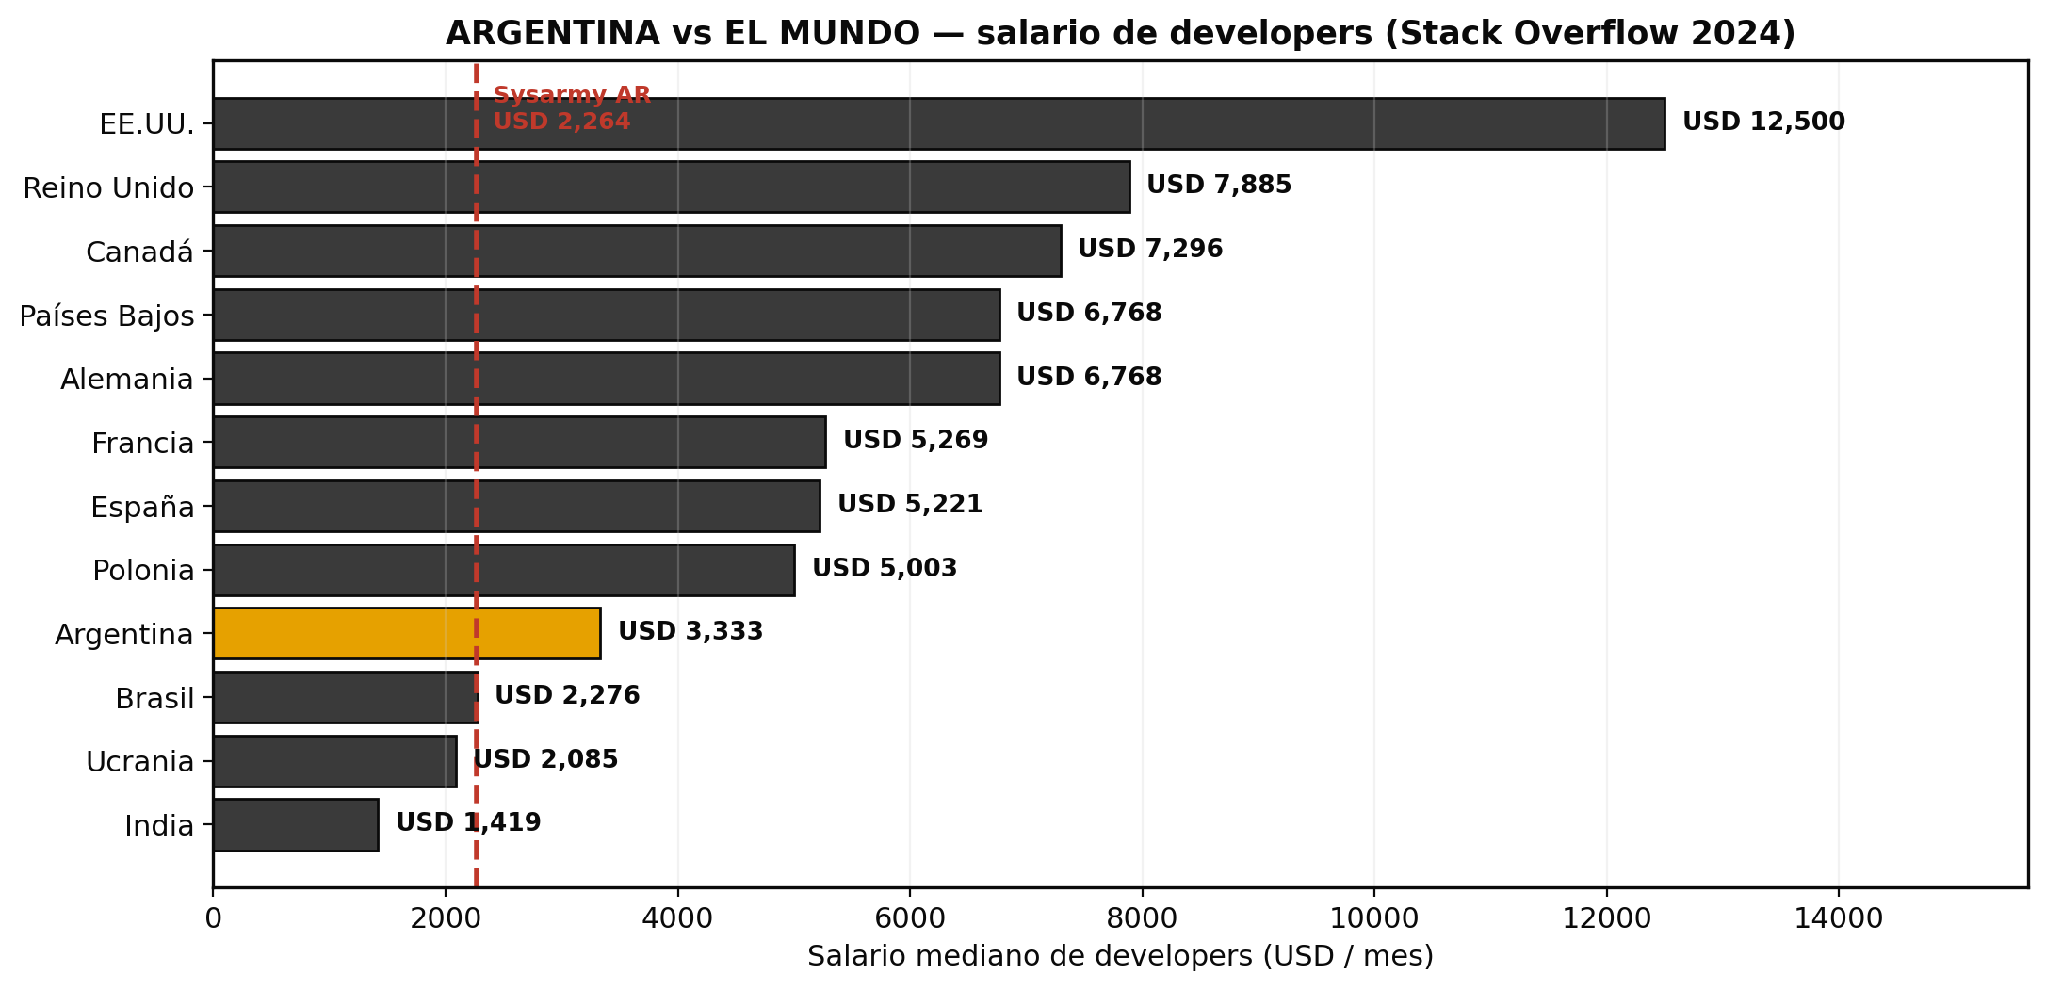 ARGENTINA vs EL MUNDO — salario de developers (Stack Overflow 2024)
Sysarmy AR
USD 2,264
EE.UU. USD 12,500
Reino Unido USD 7,885
Canadá USD 7,296
Países Bajos USD 6,768
Alemania USD 6,768
Francia USD 5,269
España USD 5,221
Polonia USD 5,003
Argentina USD 3,333
Brasil USD 2,276
Ucrania USD 2,085
India USD 1,419
0 2000 4000 6000 8000 10000 12000 14000
Salario mediano de developers (USD / mes)